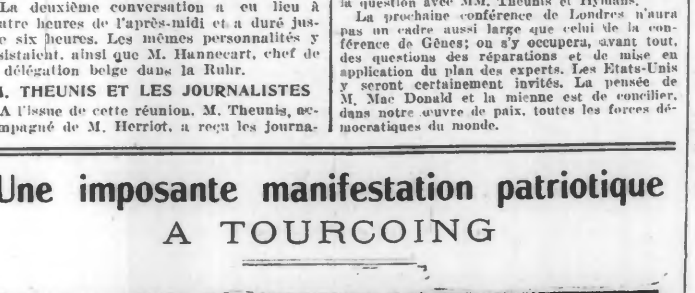 La deuxième conversation a eu lieu à
heures de l'après-midi et a duré jus-
six heures. Les mêmes personnalités y
ainsi que M. Hannecart, chef de
délégation belge dans la Ruhr.
THEUNIS ET LES JOURNALISTES
A l'issue de cette réunion, M. Theunis, ac-
de M. Herriot, a reçu les journa-
la question avec MM. Theunis et Hymans.
La prochaine conférence de Londres n'aura
pas un cadre aussi large que celui de la con-
férence de Gênes; on s'y occupera, avant tout,
des questions des réparations et de mise en
application du plan des experts. Les Etats-Unis
y seront certainement invités. La pensée de
M. Mac Donald et la mienne est de concilier,
dans notre œuvre de paix, toutes les forces dé-
mocratiques du monde.
Une imposante manifestation patriotique
A TOURCOING